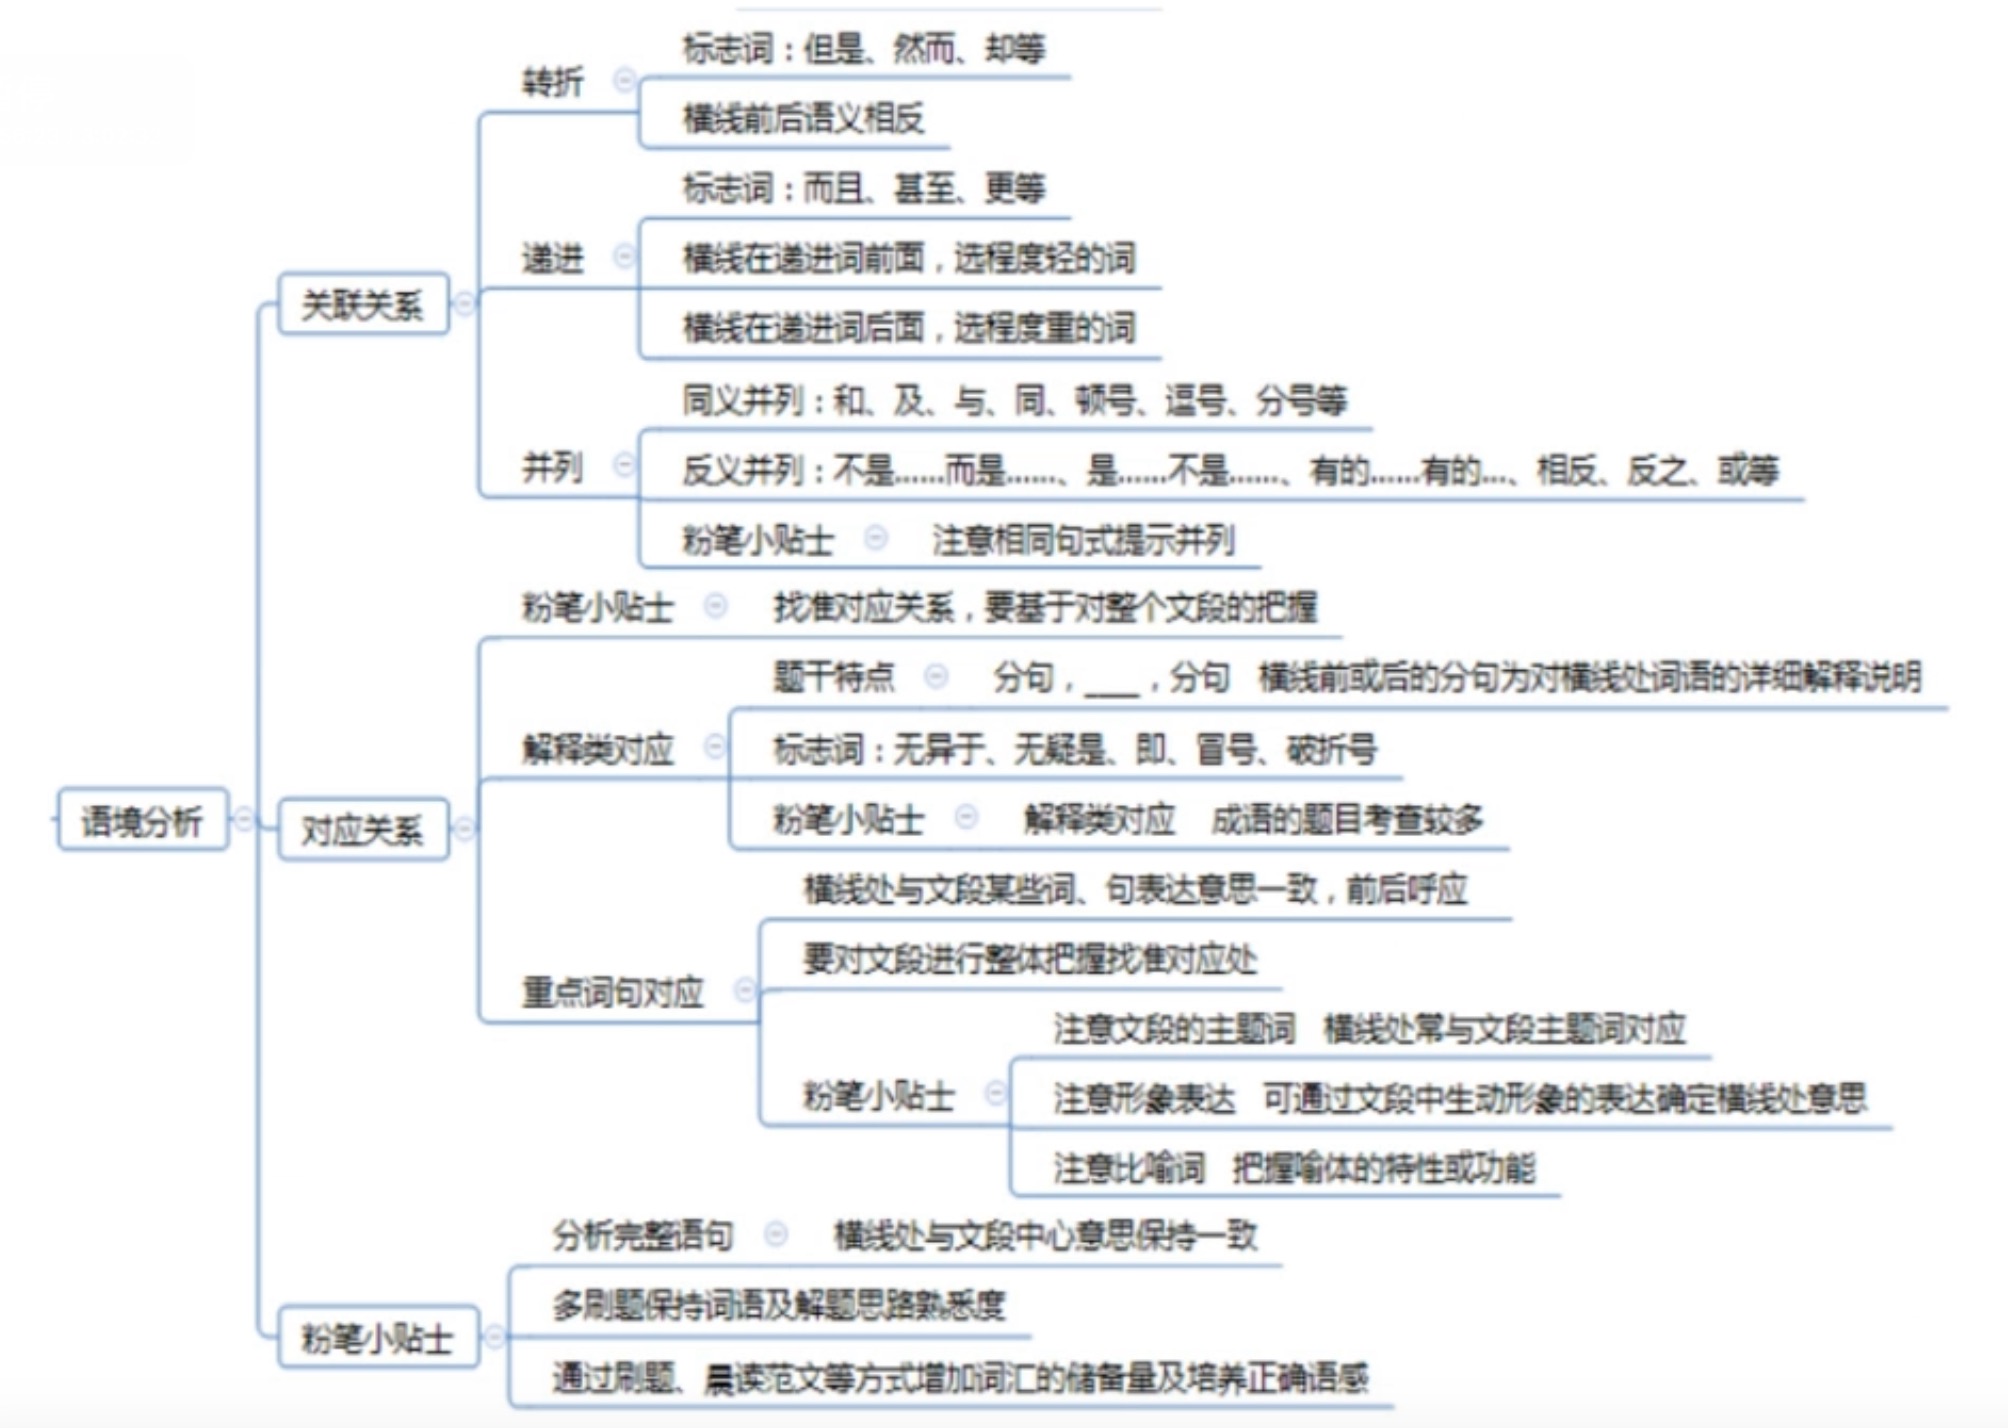 标志词：但是、然而、却等
转折
横线前后语义相反
标志词：而且、甚至、更等
递进
横线在递进词前面，选程度轻的词
关联关系
横线在递进词后面，选程度重的词
同义并列：和、及、与、同、顿号、逗号、分号等
并列
反义并列：不是……而是……、是……不是……、有的……有的…、相反、反之、或等
粉笔小贴士 注意相同句式提示并列
粉笔小贴士 找准对应关系，要基于对整个文段的把握
题干特点 分句，____，分句 横线前或后的分句为对横线处词语的详细解释说明
解释类对应
标志词：无异于、无疑是、即、冒号、破折号
语境分析
对应关系
粉笔小贴士 解释类对应 成语的题目考查较多
横线处与文段某些词、句表达意思一致，前后呼应
要对文段进行整体把握找准对应处
重点词句对应
注意文段的主题词 横线处常与文段主题词对应
粉笔小贴士
注意形象表达 可通过文段中生动形象的表达确定横线处意思
注意比喻词 把握喻体的特性或功能
分析完整语句 横线处与文段中心意思保持一致
多刷题保持词语及解题思路熟悉度
粉笔小贴士
通过刷题、晨读范文等方式增加词汇的储备量及培养正确语感